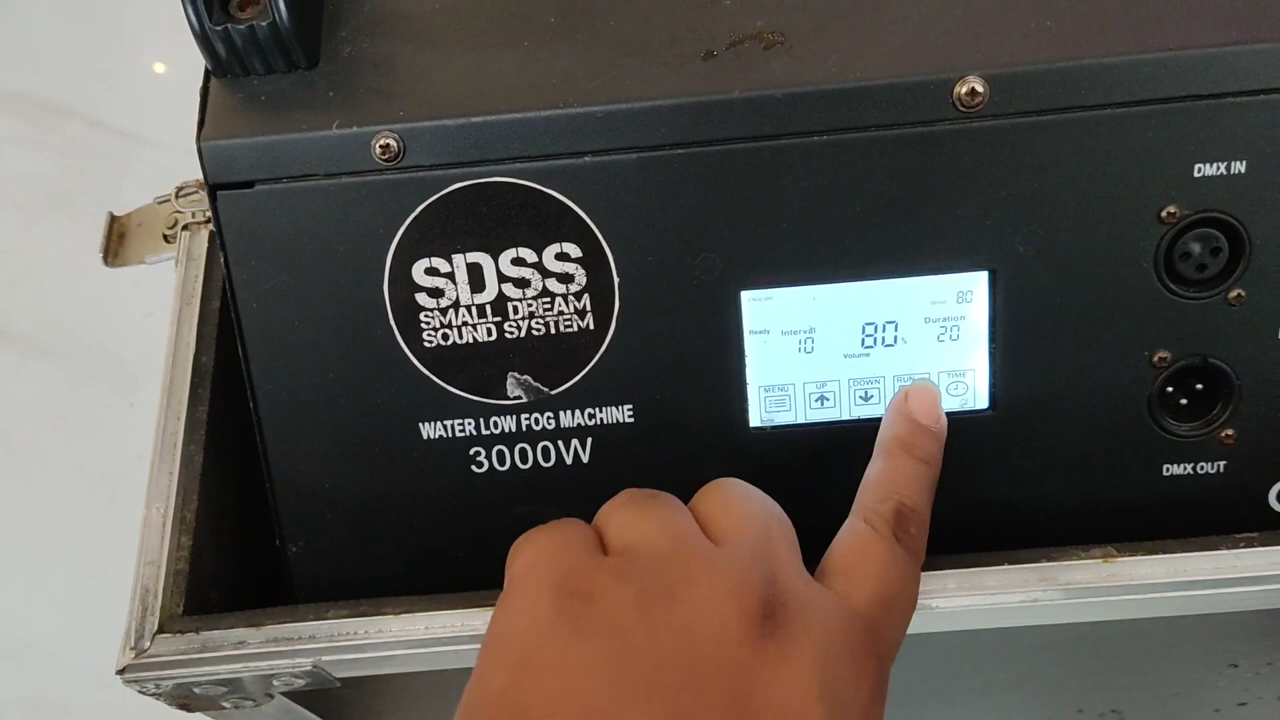 SDSS
SMALL DREAM
SOUND SYSTEM
WATER LOW FOG MACHINE
3000W
ENGLISH
Wind 80
Ready
Interval
10
80 %
Volume
Duration
20
MENU
UP
DOWN
RUN
TIME
DMX IN
DMX OUT